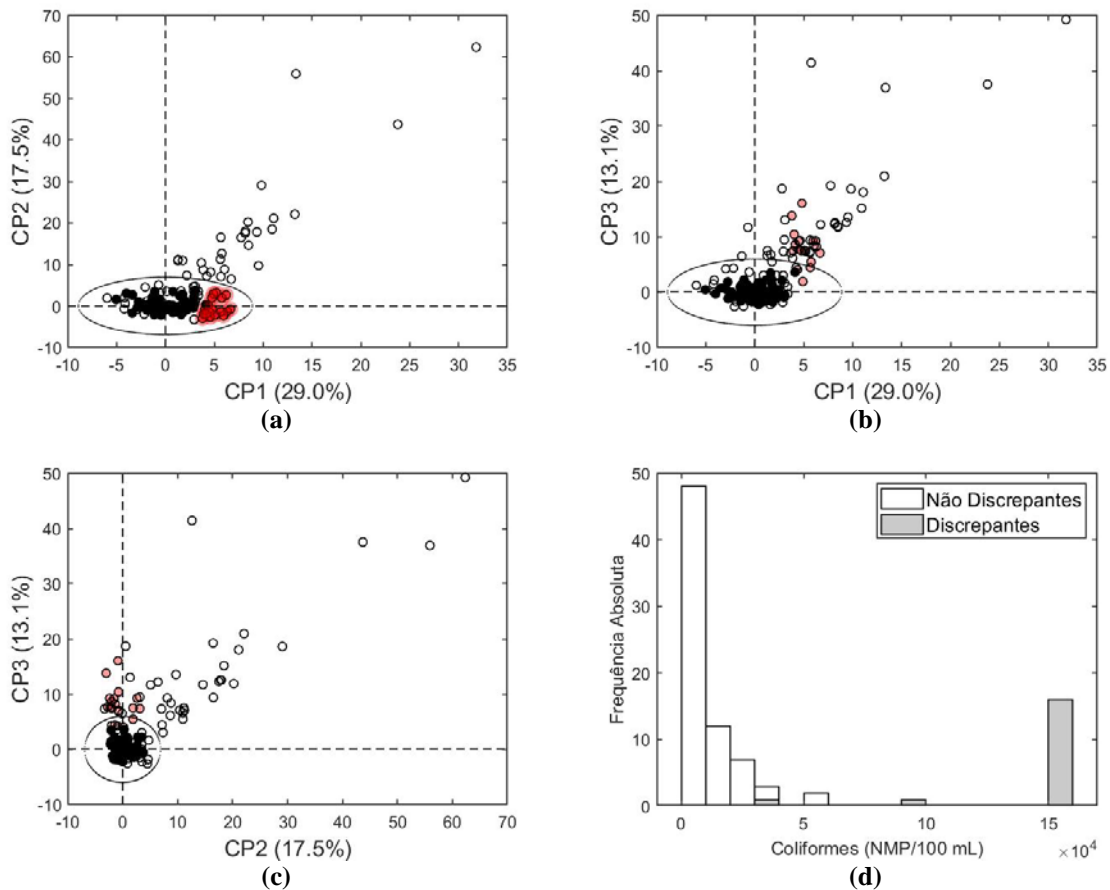 70
60
50
40
30
20
10
0
-10
CP2 (17.5%)
-10 -5 0 5 10 15 20 25 30 35
CP1 (29.0%)
(a)
50
40
30
20
10
0
-10
CP3 (13.1%)
-10 -5 0 5 10 15 20 25 30 35
CP1 (29.0%)
(b)
50
40
30
20
10
0
-10
CP3 (13.1%)
-10 0 10 20 30 40 50 60 70
CP2 (17.5%)
(c)
50
40
30
20
10
0
Frequência Absoluta
Não Discrepantes
Discrepantes
0 5 10 15
Coliformes (NMP/100 mL)
×10⁴
(d)